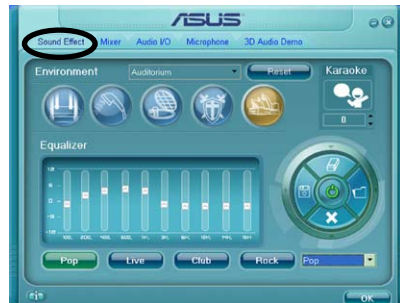 ASUS
Sound Effect Mixer Audio I/O Microphone 3D Audio Demo
Environment Auditorium Reset Karaoke
0
Equalizer
Pop Live Club Rock Pop
OK